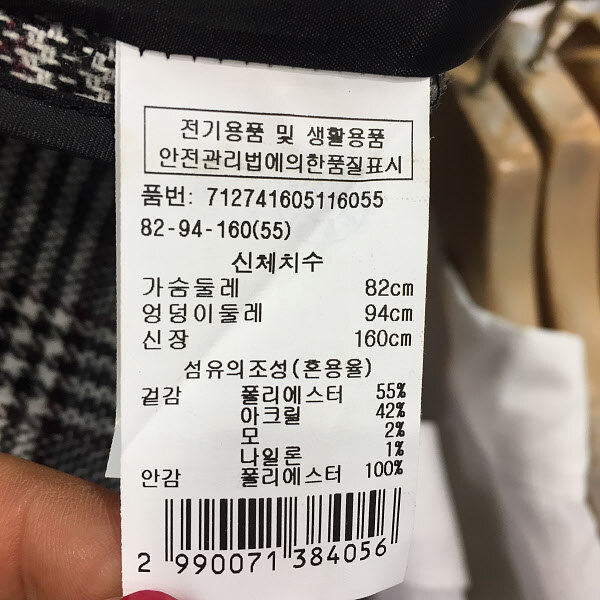 전기용품 및 생활용품
안전관리법에의한품질표시
품번: 712741605116055
82-94-160(55)
신체치수
가슴둘레 82cm
엉덩이둘레 94cm
신장 160cm
섬유의조성(혼용율)
겉감 폴리에스터 55%
아크릴 42%
모 2%
나일론 1%
안감 폴리에스터 100%
2 990071 384056